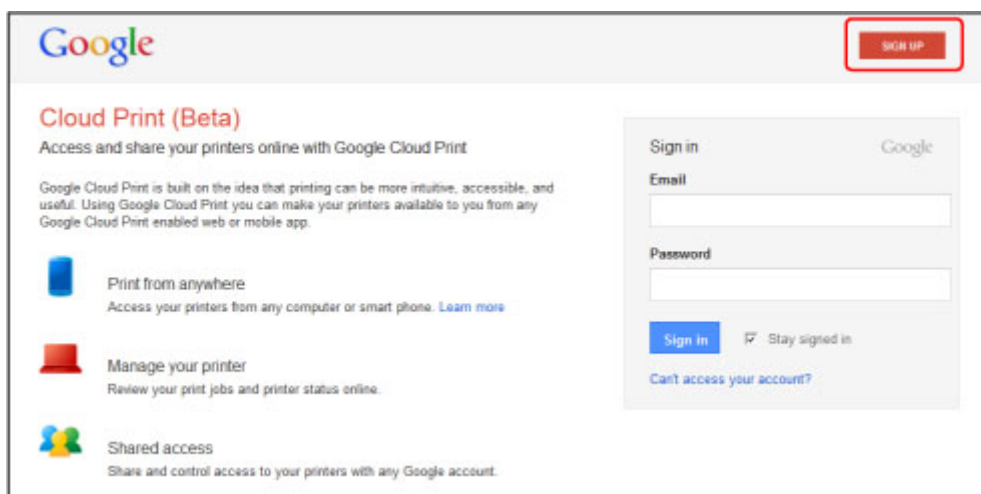 Google
SIGN UP
Cloud Print (Beta)
Access and share your printers online with Google Cloud Print
Google Cloud Print is built on the idea that printing can be more intuitive, accessible, and
useful. Using Google Cloud Print you can make your printers available to you from any
Google Cloud Print enabled web or mobile app.
Print from anywhere
Access your printers from any computer or smart phone. Learn more
Manage your printer
Review your print jobs and printer status online.
Shared access
Share and control access to your printers with any Google account.
Sign in Google
Email
Password
Sign in Stay signed in
Can't access your account?